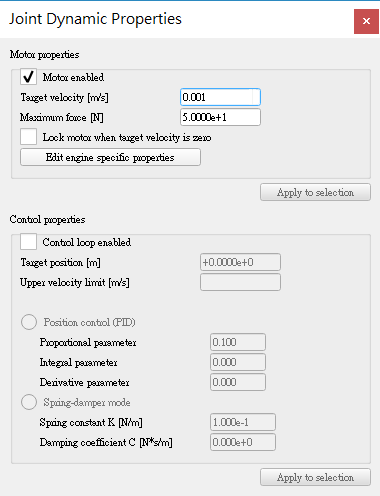 Joint Dynamic Properties
Motor properties
Motor enabled
Target velocity [m/s] 0.001
Maximum force [N] 5.0000e+1
Lock motor when target velocity is zero
Edit engine specific properties
Apply to selection
Control properties
Control loop enabled
Target position [m] +0.0000e+0
Upper velocity limit [m/s]
Position control (PID)
Proportional parameter 0.100
Integral parameter 0.000
Derivative parameter 0.000
Spring-damper mode
Spring constant K [N/m] 1.000e-1
Damping coefficient C [N*s/m] 0.000e+0
Apply to selection